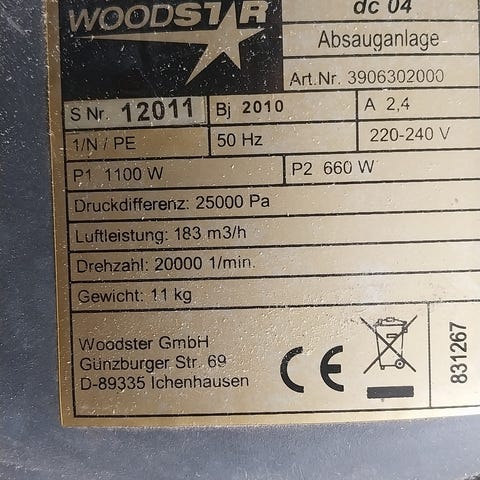 WOODSTAR
dc 04
Absauganlage
Art.Nr. 3906302000
S Nr. 12011 Bj 2010 A 2,4
1/N / PE 50 Hz 220-240 V
P1 1100 W P2 660 W
Druckdifferenz: 25000 Pa
Luftleistung: 183 m3/h
Drehzahl: 20000 1/min.
Gewicht: 11 kg
Woodster GmbH
Günzburger Str. 69
D-89335 Ichenhausen
CE
831267